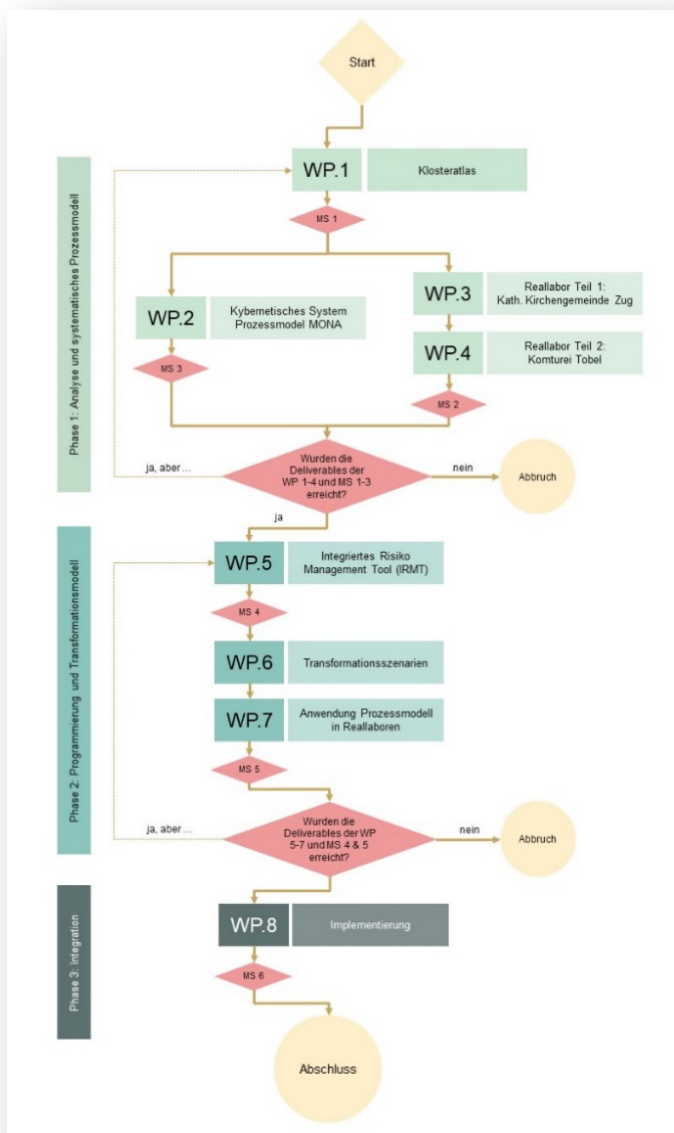 Start
Phase 1: Analyse und systematisches Prozessmodell
WP.1
Klosteratlas
MS 1
WP.2
Kybernetisches System
Prozessmodel MONA
MS 3
WP.3
Reallabor Teil 1:
Kath. Kirchengemeinde Zug
WP.4
Reallabor Teil 2:
Komturei Tobel
MS 2
Wurden die
Deliverables der
WP 1-4 und MS 1-3
erreicht?
ja, aber...
nein
Abbruch
ja
Phase 2: Programmierung und Transformationsmodell
WP.5
Integriertes Risiko
Management Tool (IRMT)
MS 4
WP.6
Transformationsszenarien
WP.7
Anwendung Prozessmodell
in Reallaboren
MS 5
Wurden die
Deliverables der WP
5-7 und MS 4 & 5
erreicht?
ja, aber...
nein
Abbruch
Phase 3: Integration
WP.8
Implementierung
MS 6
Abschluss